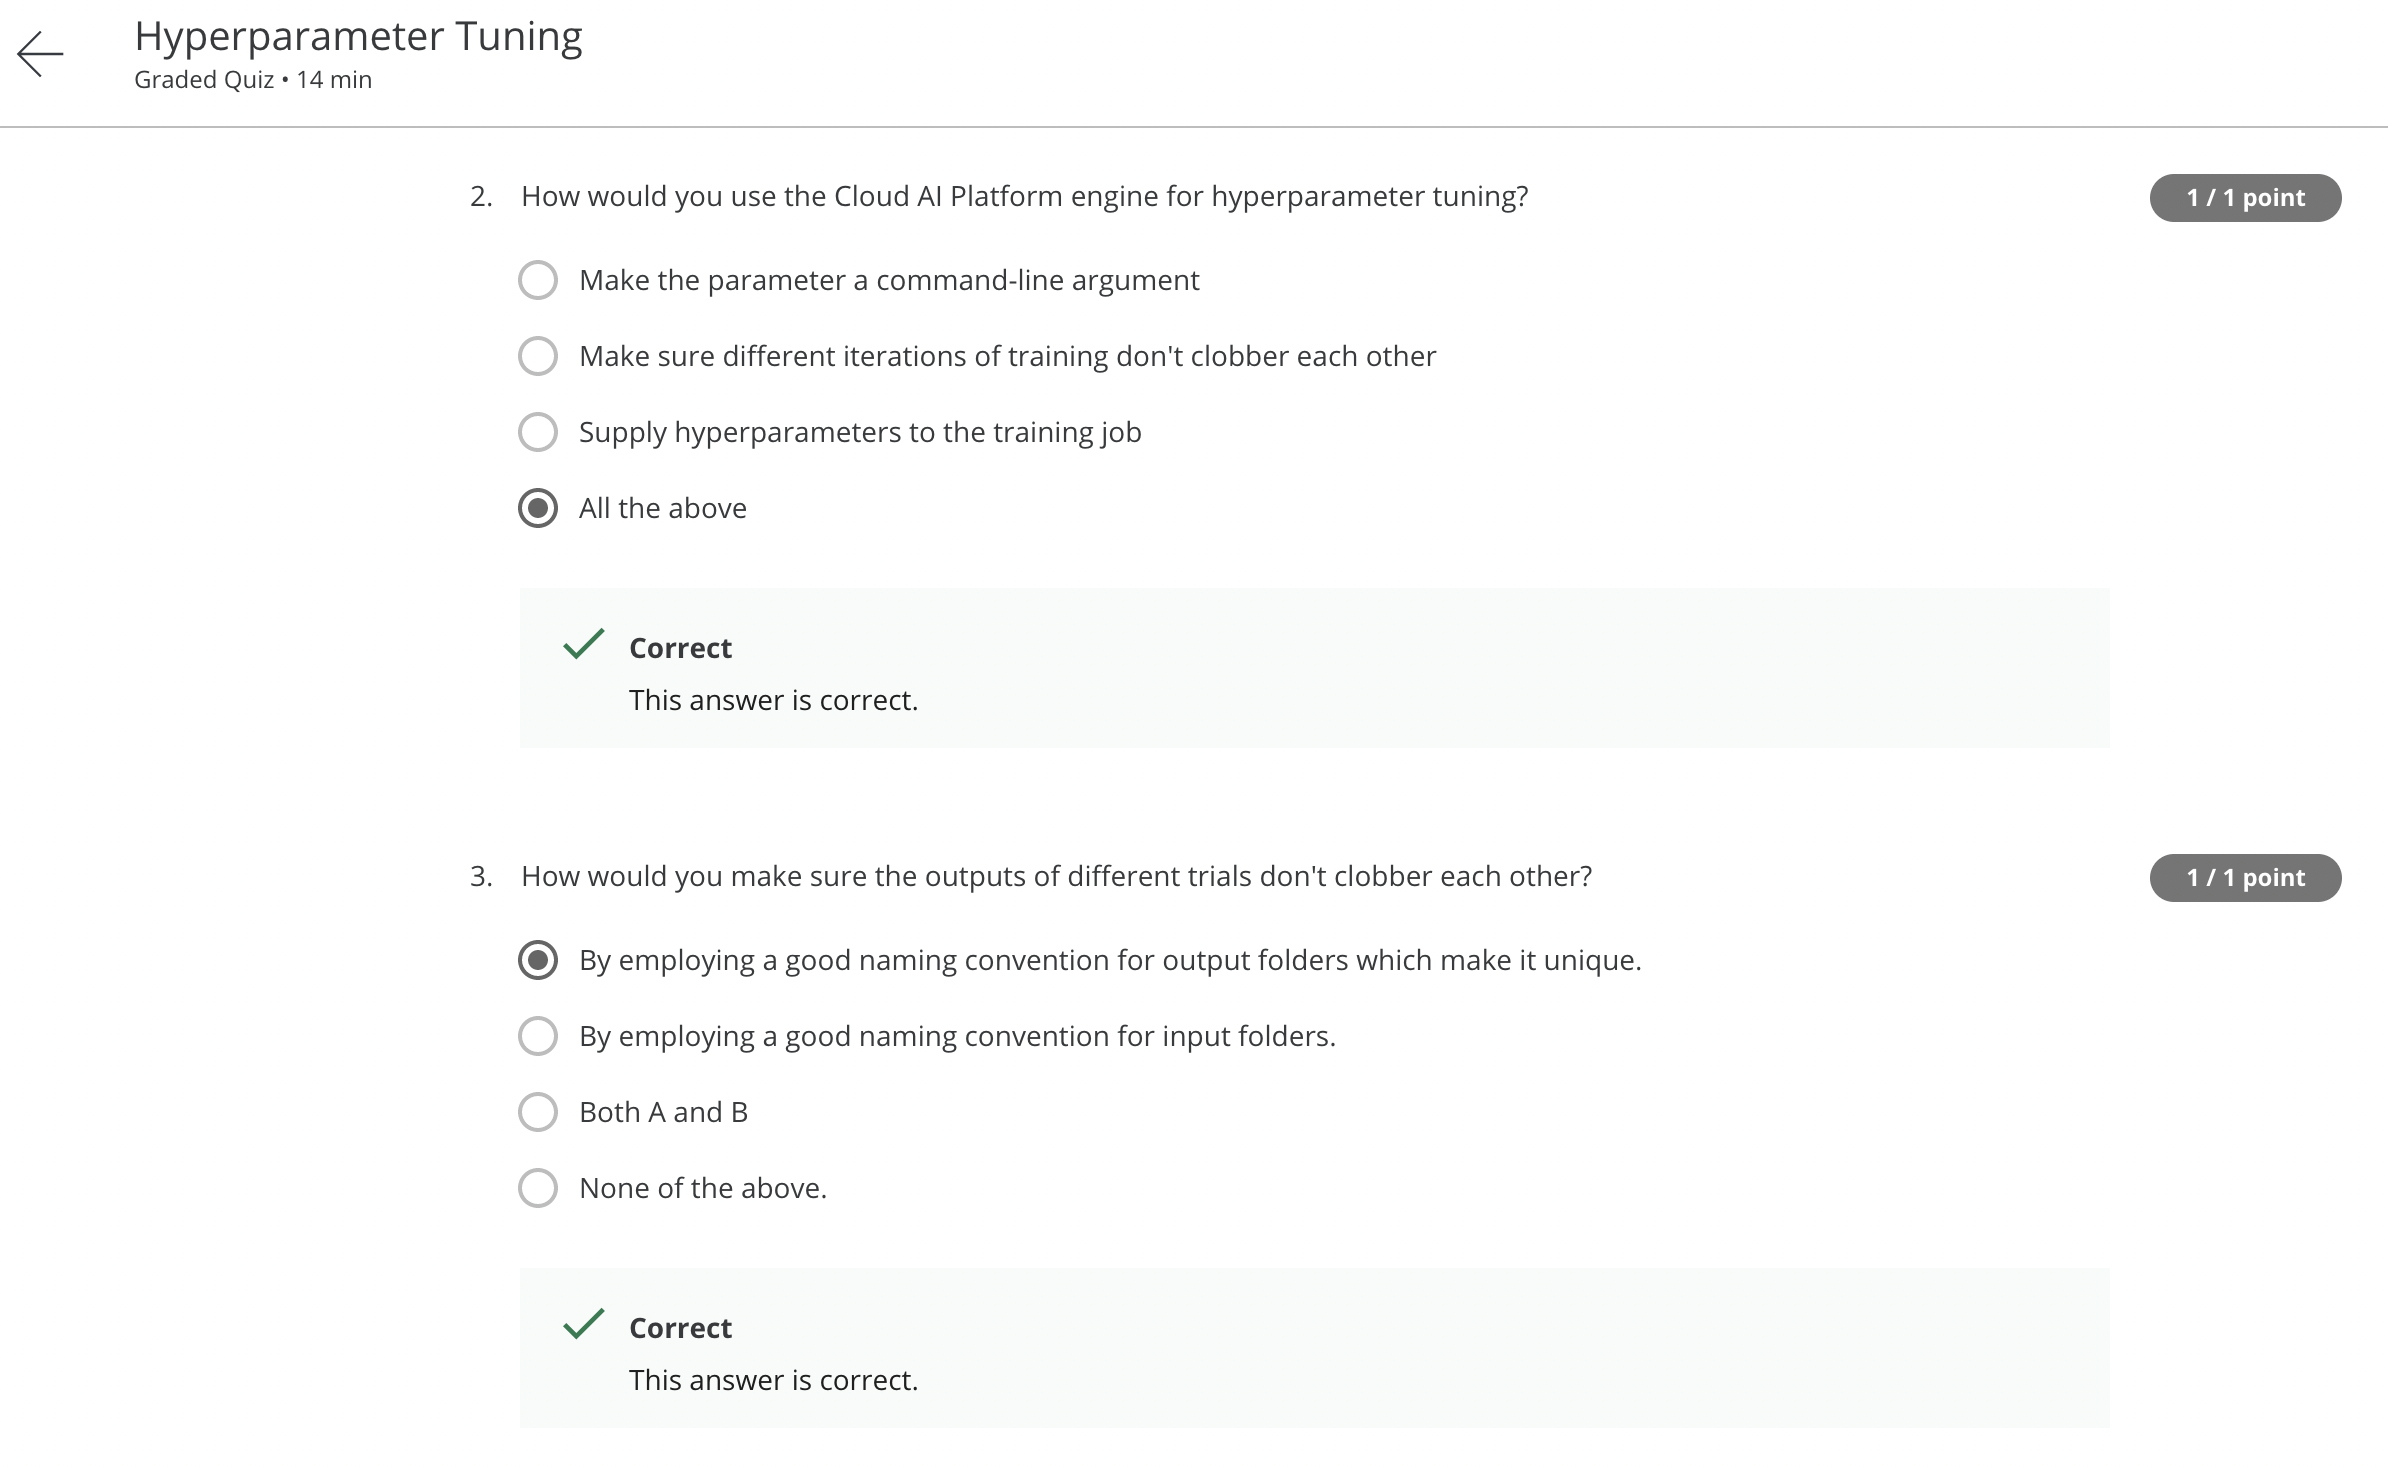 Hyperparameter Tuning
Graded Quiz • 14 min
2. How would you use the Cloud AI Platform engine for hyperparameter tuning?
1 / 1 point
Make the parameter a command-line argument
Make sure different iterations of training don't clobber each other
Supply hyperparameters to the training job
All the above
Correct
This answer is correct.
3. How would you make sure the outputs of different trials don't clobber each other?
1 / 1 point
By employing a good naming convention for output folders which make it unique.
By employing a good naming convention for input folders.
Both A and B
None of the above.
Correct
This answer is correct.